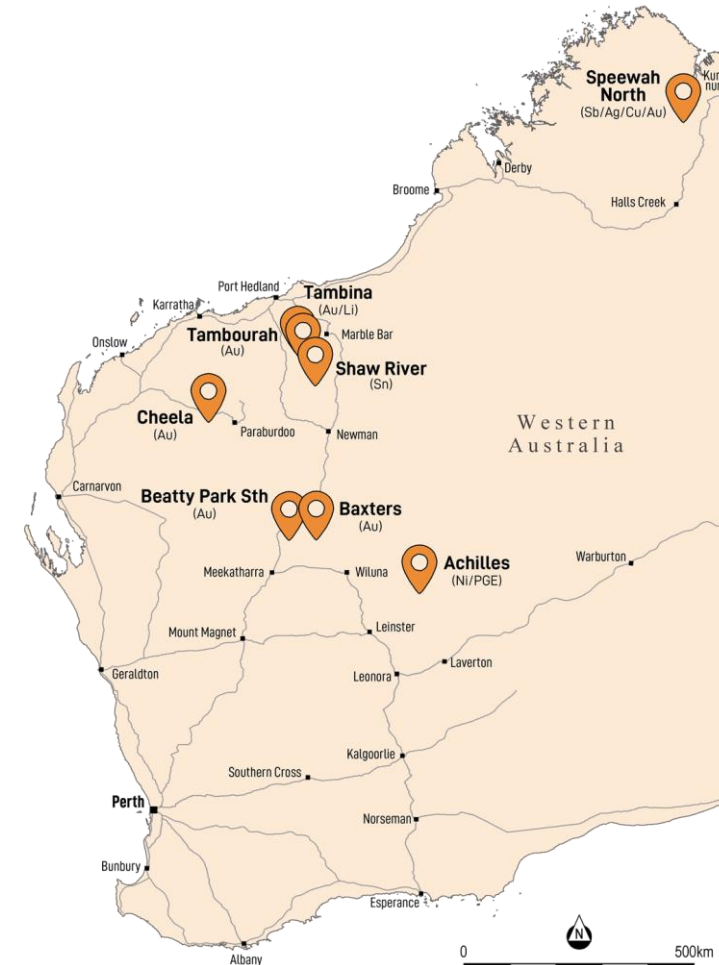 Speewah
North
(Sb/Ag/Cu/Au)
Kun
nur
Derby
Broome
Halls Creek
Port Hedland
Tambina
(Au/Li)
Karratha
Tambourah
(Au)
Marble Bar
Onslow
Shaw River
(Sn)
Cheela
(Au)
Paraburdoo
Newman
Western
Australia
Carnarvon
Beatty Park Sth
(Au)
Baxters
(Au)
Achilles
(Ni/PGE)
Warburton
Meekatharra
Wiluna
Mount Magnet
Leinster
Laverton
Geraldton
Leonora
Kalgoorlie
Southern Cross
Perth
Norseman
Bunbury
Esperance
Albany
N
0
500km